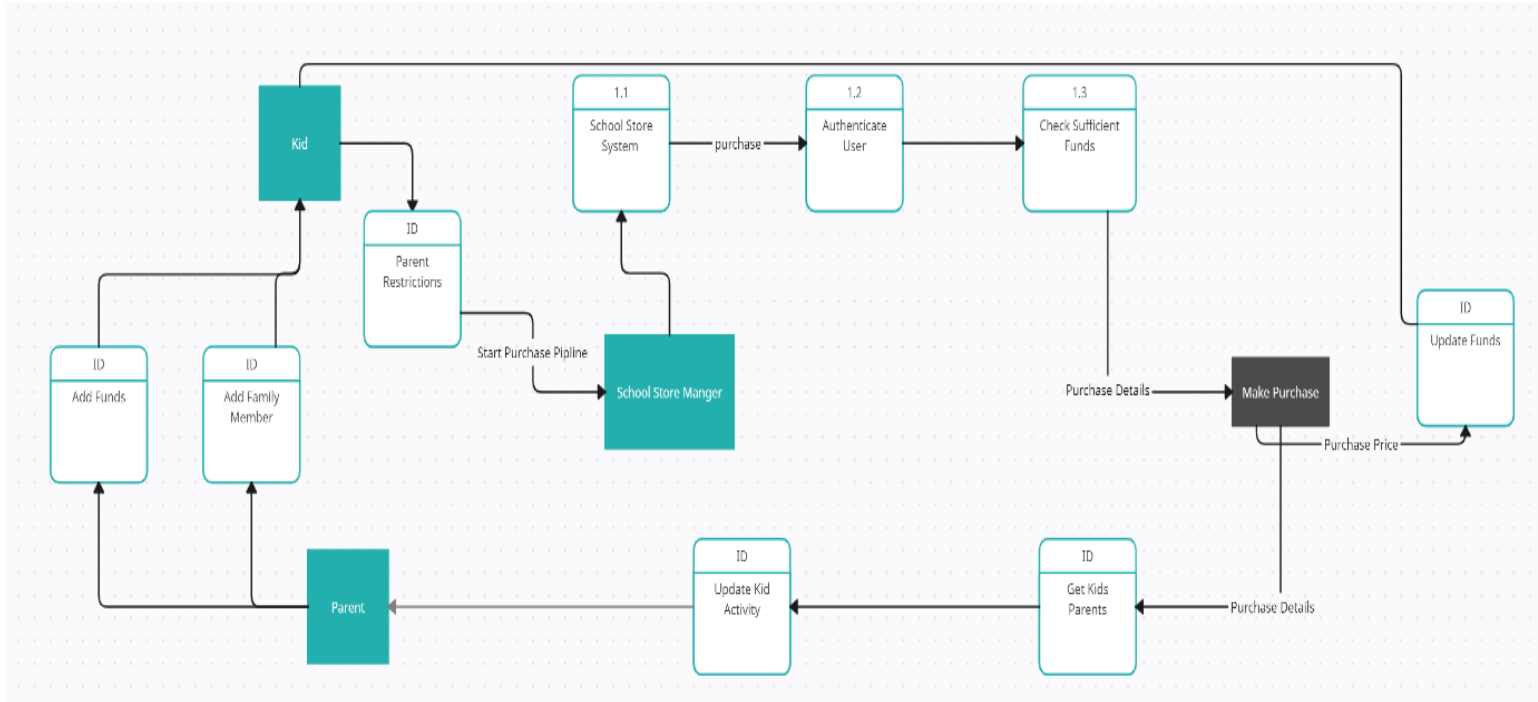 1.1
School Store
System
purchase
1.2
Authenticate
User
1.3
Check Sufficient
Funds
Kid
ID
Parent
Restrictions
Start Purchase Pipline
School Store Manger
ID
Add Funds
ID
Add Family
Member
Purchase Details
Make Purchase
ID
Update Funds
Purchase Price
Parent
ID
Update Kid
Activity
ID
Get Kids
Parents
Purchase Details